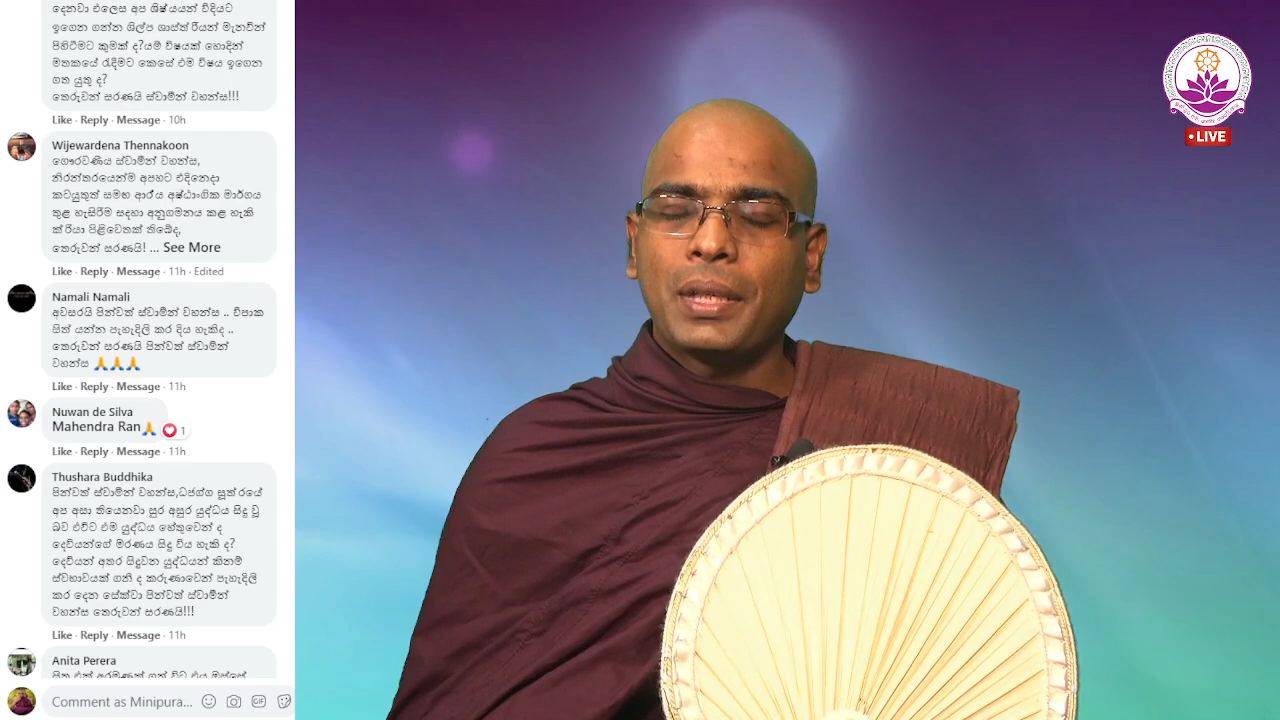 දෙනවා එලෙස අප ශිෂ්‍යයන් විදියට
ඉගෙන ගන්න ශිල්ප ශාස්ත්‍රීයන් මැනවින්
පිහිටීමට කුමක් ද?යම් විෂයක් හොදින්
මතකයේ රැදීමට කෙසේ එම විෂය ඉගෙන
ගත යුතු ද?
තෙරුවන් සරණයි ස්වාමීන් වහන්ස!!!
Like · Reply · Message · 10h
Wijewardena Thennakoon
ගෞරවණිය ස්වාමීන් වහන්ස,
නිරන්තරයෙන්ම අපහට එදිනෙදා
කටයුතුත් සමඟ ආර්ය අෂ්ඨාංගික මාර්ගය
තුළ හැසිරීම සදහා අනුගමනය කළ හැකි
ක්‍රියා පිළිවෙතක් තිබේද,
තෙරුවන් සරණයි! ... See More
Like · Reply · Message · 11h · Edited
Namali Namali
අවසරයි පින්වත් ස්වාමීන් වහන්ස .. විපාක
සිත් යන්න පැහැදිලි කර දිය හැකිද ..
තෙරුවන් සරණයි පින්වත් ස්වාමීන්
වහන්ස 🙏🙏🙏
Like · Reply · Message · 11h
Nuwan de Silva
Mahendra Ran🙏 1
Like · Reply · Message · 11h
Thushara Buddhika
පින්වත් ස්වාමීන් වහන්ස,ධජග්ග සූත්‍රයේ
අප අසා තියෙනවා සුර අසුර යුද්ධය සිදු වූ
බව එවිට එම යුද්ධය හේතුවෙන් ද
දෙවියන්ගේ මරණය සිදු විය හැකි ද?
දෙවියන් අතර සිදුවන යුද්ධයන් කිනම්
ස්වභාවයක් ගනී ද කරුණාවෙන් පැහැදිලි
කර දෙන සේක්වා පින්වත් ස්වාමීන්
වහන්ස තෙරුවන් සරණයි!!!
Like · Reply · Message · 11h
Anita Perera
Comment as Minipura...
GIF
LIVE